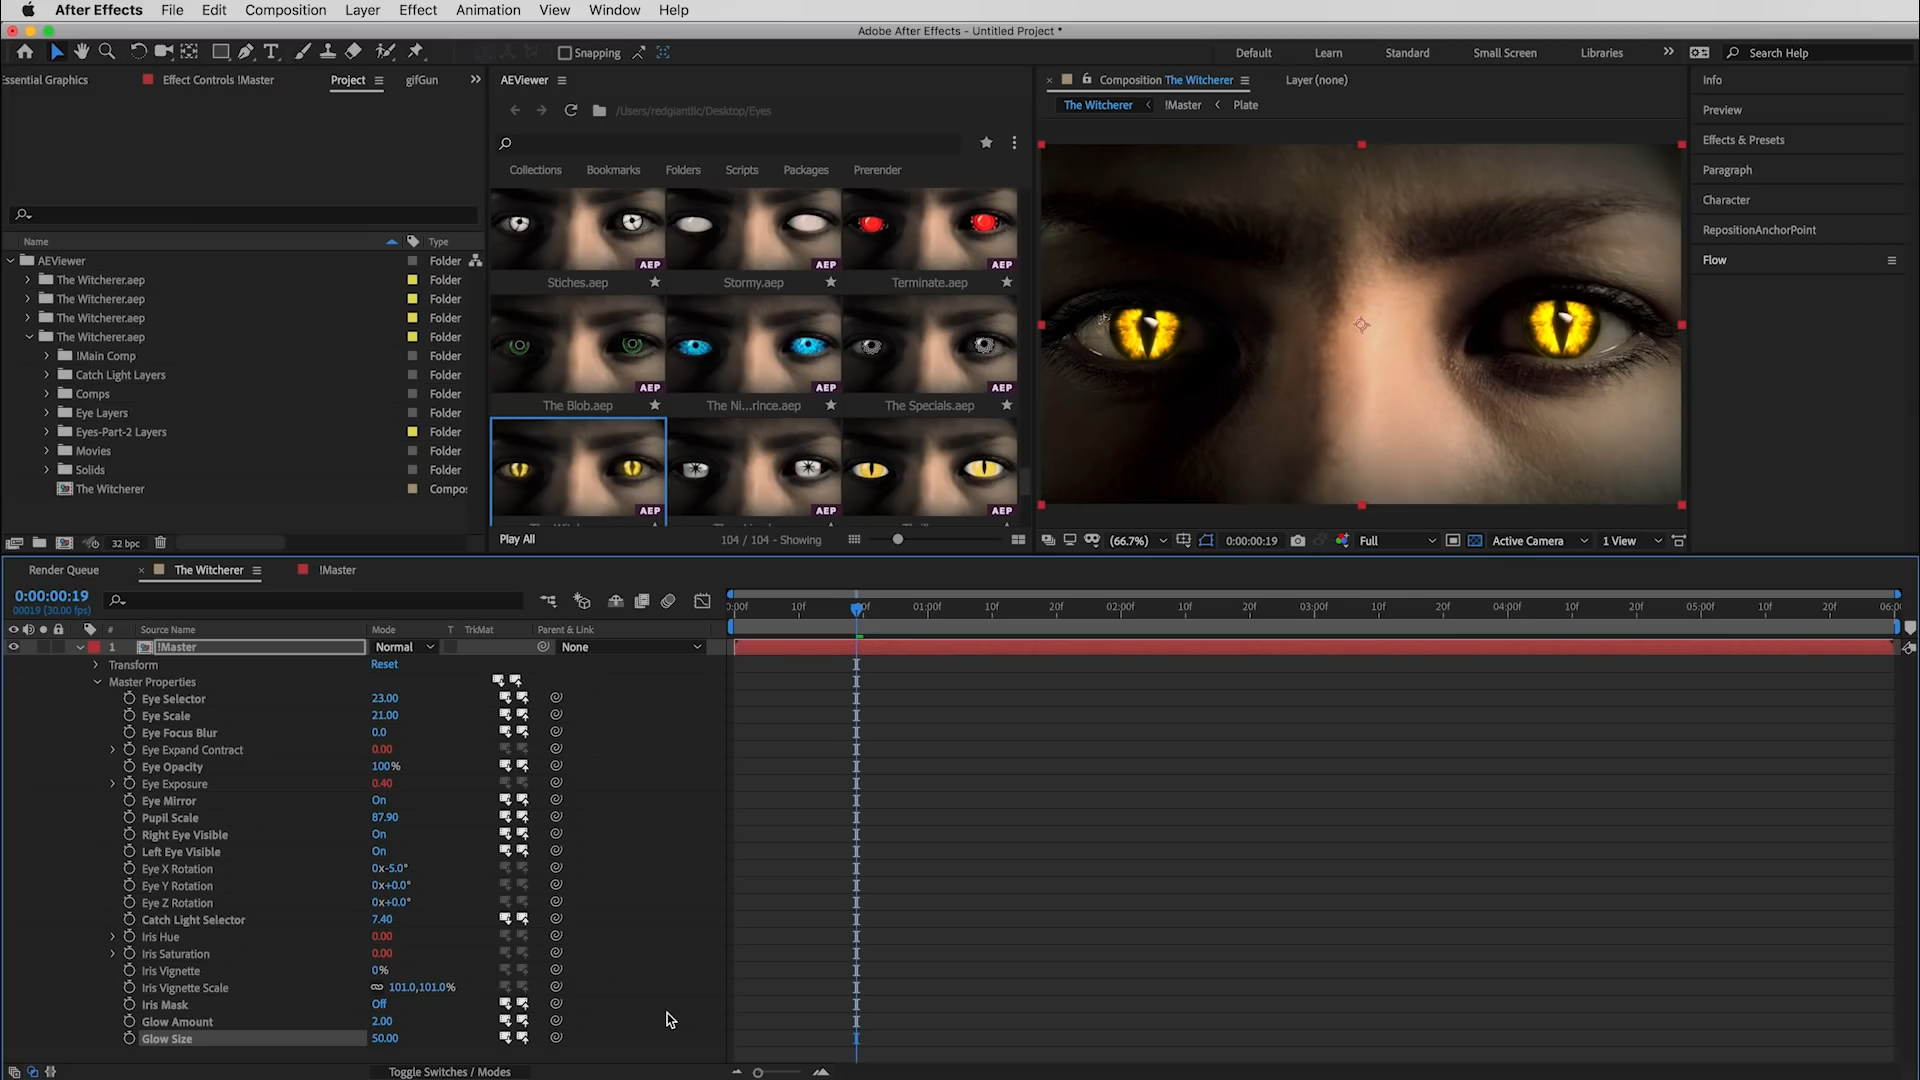 After Effects File Edit Composition Layer Effect Animation View Window Help
Adobe After Effects - Untitled Project *
Snapping
Default Learn Standard Small Screen Libraries Search Help
Essential Graphics Effect Controls !Master Project gifGun
AEViewer
Composition The Witcherer Layer (none)
/Users/redgiantllc/Desktop/Eyes
The Witcherer !Master Plate
Collections Bookmarks Folders Scripts Packages Prerender
Info
Preview
Effects & Presets
Paragraph
Character
RepositionAnchorPoint
Flow
Name Type
AEViewer Folder
The Witcherer.aep Folder
The Witcherer.aep Folder
The Witcherer.aep Folder
The Witcherer.aep Folder
!Main Comp Folder
Catch Light Layers Folder
Comps Folder
Eye Layers Folder
Eyes-Part-2 Layers Folder
Movies Folder
Solids Folder
The Witcherer Compos
32 bpc
AEP AEP AEP
Stiches.aep Stormy.aep Terminate.aep
AEP AEP AEP
The Blob.aep The Ni...rince.aep The Specials.aep
AEP AEP AEP
Play All 104 / 104 - Showing
(66.7%) 0:00:00:19 Full Active Camera 1 View
Render Queue The Witcherer !Master
0:00:00:19
00019 (30.00 fps)
# Source Name Mode T TrkMat Parent & Link
10f 01:00f 10f 20f 02:00f 10f 20f 03:00f 10f 20f 04:00f 10f 20f 05:00f 10f 20f
1 !Master Normal None
Transform Reset
Master Properties
Eye Selector 23.00
Eye Scale 21.00
Eye Focus Blur 0.0
Eye Expand Contract 0.00
Eye Opacity 100%
Eye Exposure 0.40
Eye Mirror On
Pupil Scale 87.90
Right Eye Visible On
Left Eye Visible On
Eye X Rotation 0x-5.0°
Eye Y Rotation 0x+0.0°
Eye Z Rotation 0x+0.0°
Catch Light Selector 7.40
Iris Hue 0.00
Iris Saturation 0.00
Iris Vignette 0%
Iris Vignette Scale 101.0,101.0%
Iris Mask Off
Glow Amount 2.00
Glow Size 50.00
Toggle Switches / Modes